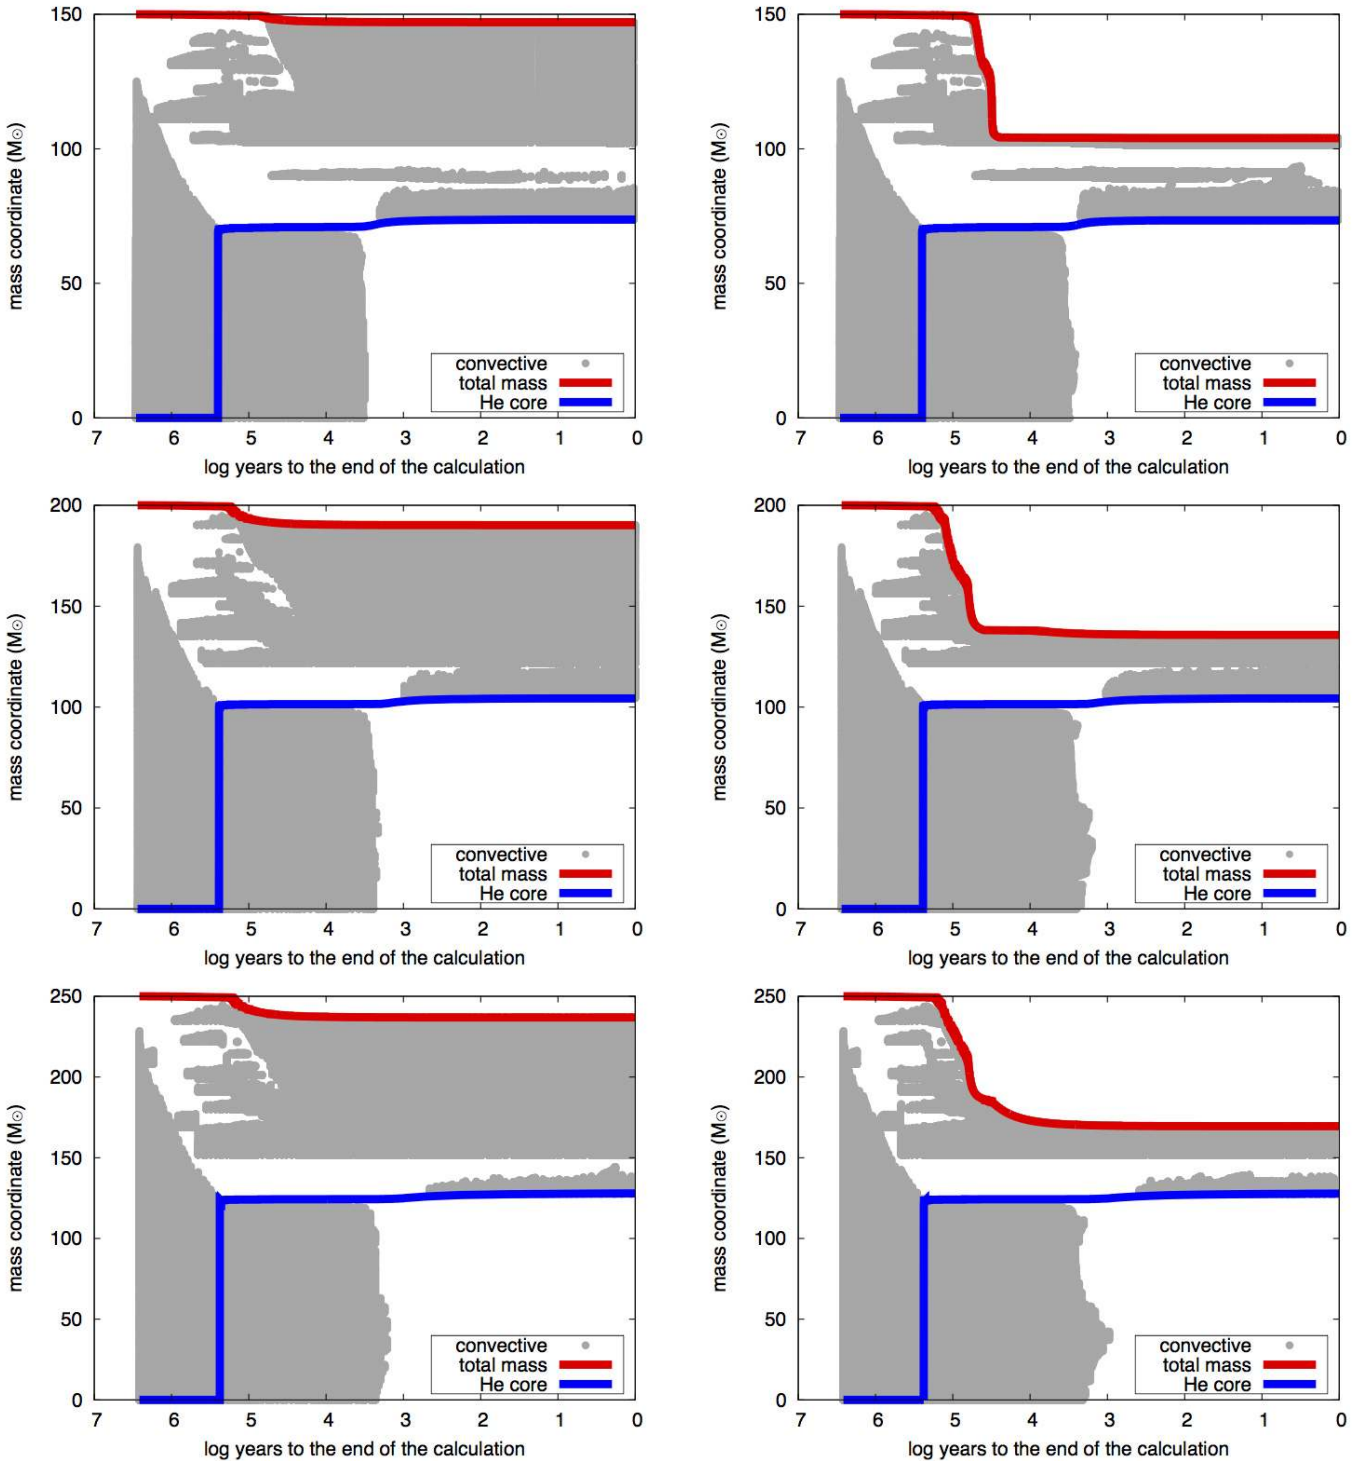 150
100
50
0
mass coordinate (M⊙)
convective
total mass
He core
7 6 5 4 3 2 1 0
log years to the end of the calculation
150
100
50
0
mass coordinate (M⊙)
convective
total mass
He core
7 6 5 4 3 2 1 0
log years to the end of the calculation
200
150
100
50
0
mass coordinate (M⊙)
convective
total mass
He core
7 6 5 4 3 2 1 0
log years to the end of the calculation
200
150
100
50
0
mass coordinate (M⊙)
convective
total mass
He core
7 6 5 4 3 2 1 0
log years to the end of the calculation
250
200
150
100
50
0
mass coordinate (M⊙)
convective
total mass
He core
7 6 5 4 3 2 1 0
log years to the end of the calculation
250
200
150
100
50
0
mass coordinate (M⊙)
convective
total mass
He core
7 6 5 4 3 2 1 0
log years to the end of the calculation